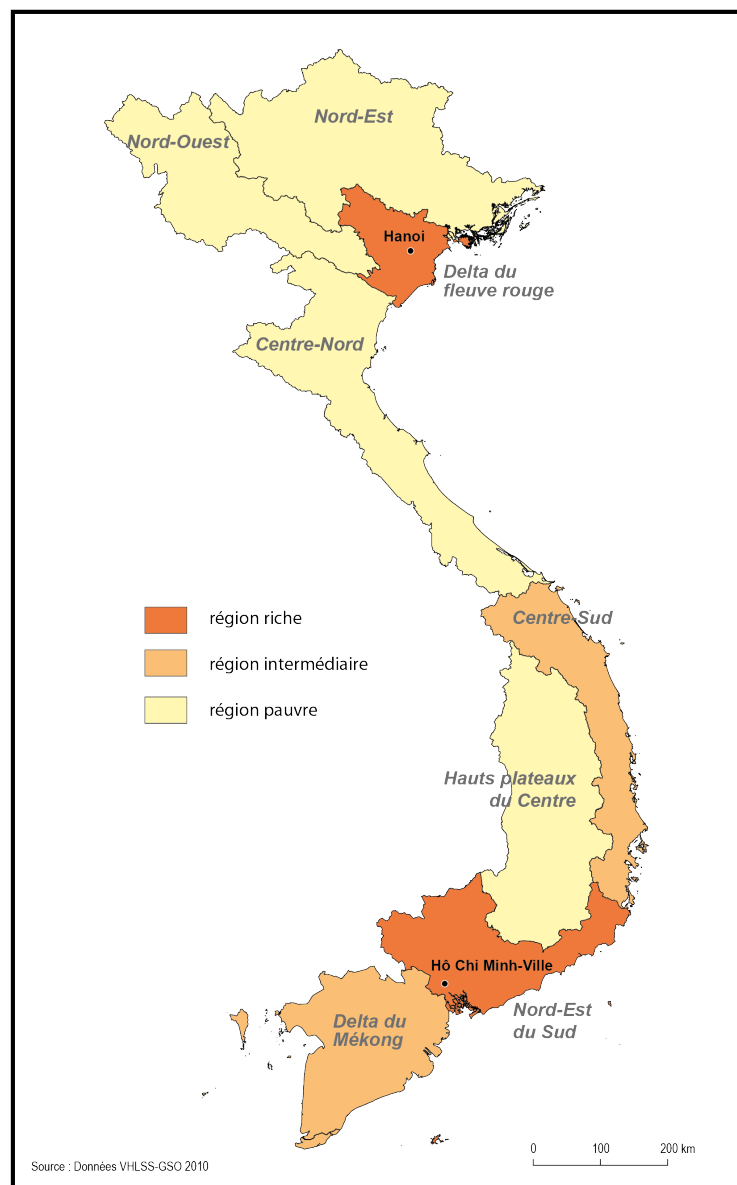 Nord-Est
Nord-Ouest
Hanoi
Delta du
fleuve rouge
Centre-Nord
région riche
Centre-Sud
région intermédiaire
région pauvre
Hauts plateaux
du Centre
Hô Chi Minh-Ville
Nord-Est
du Sud
Delta du
Mékong
0 100 200 km
Source : Données VHLSS-GSO 2010